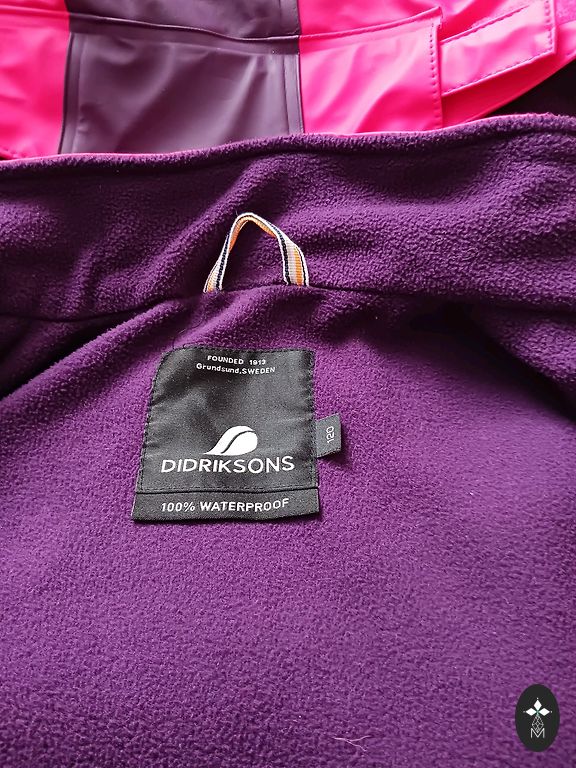 FOUNDED 1913
Grundsund, SWEDEN
DIDRIKSONS
120
100% WATERPROOF
M